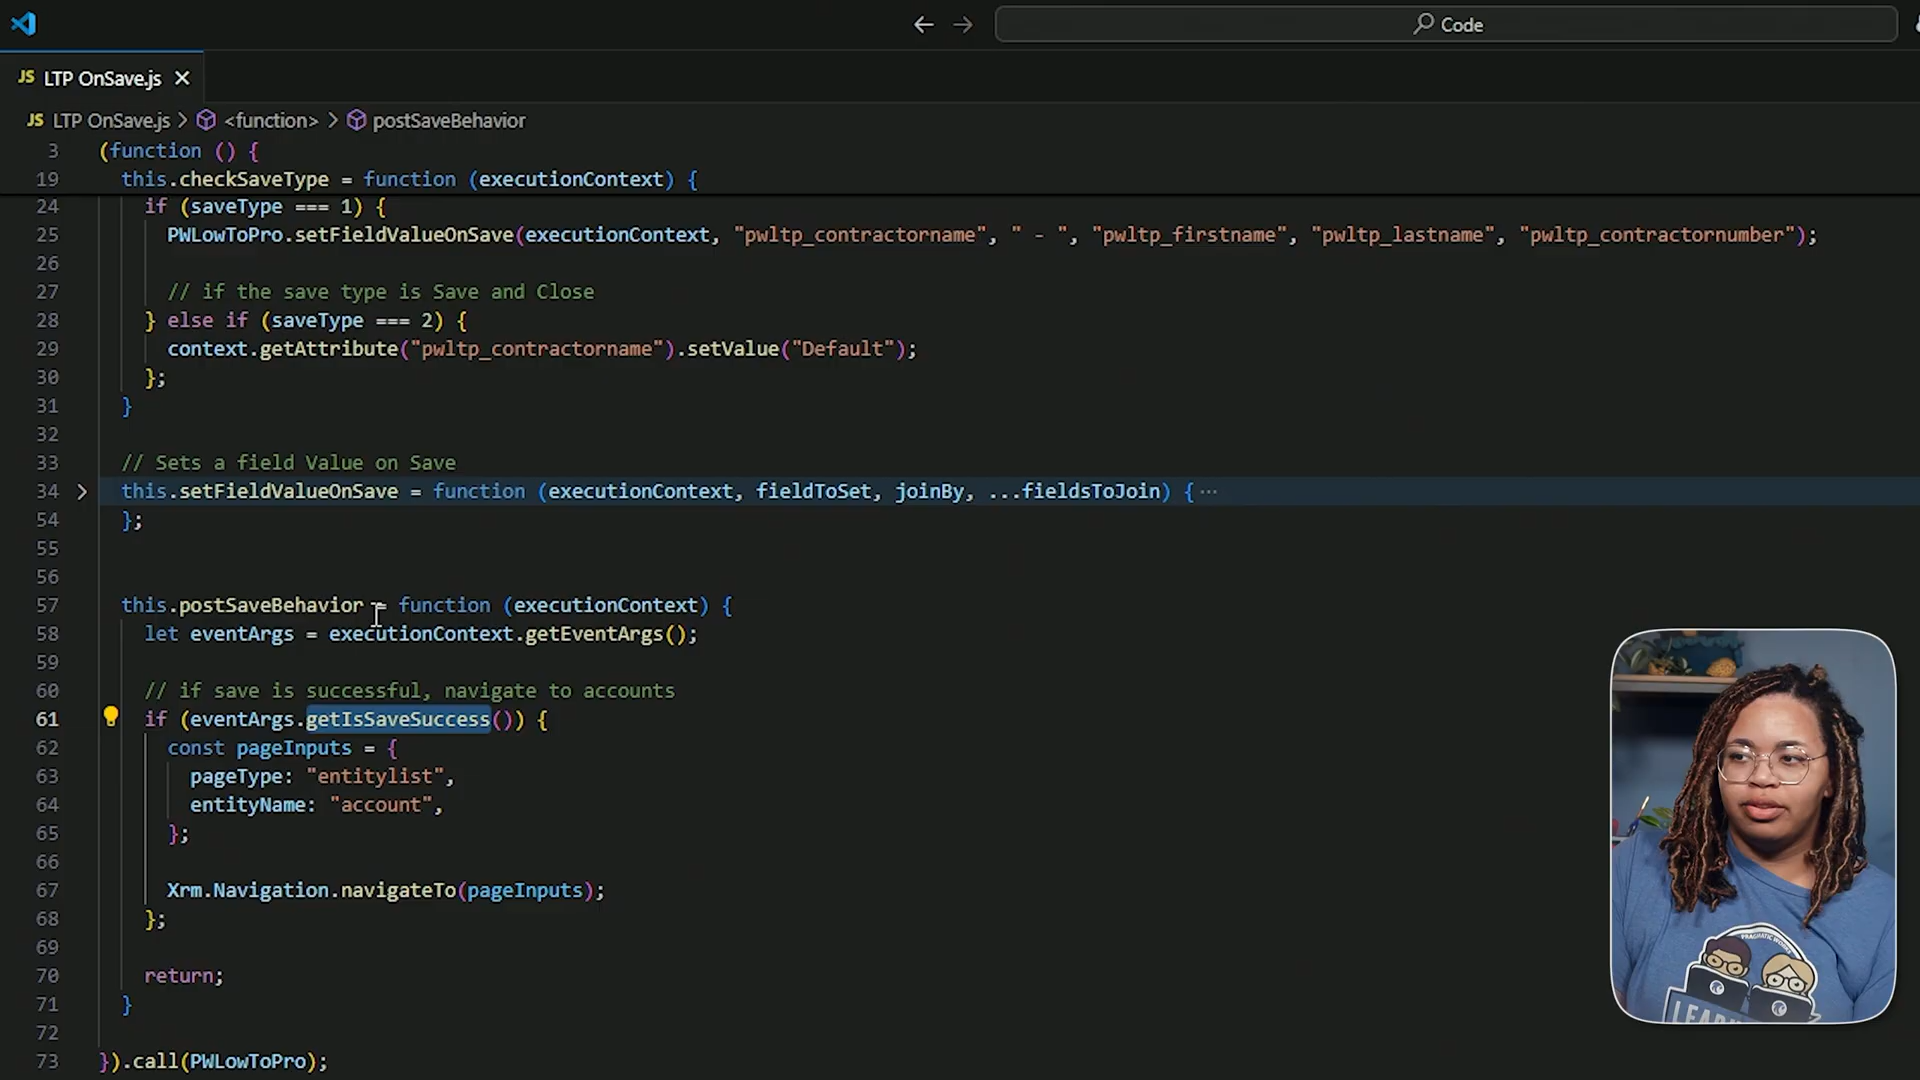 Code
JS LTP OnSave.js ×
JS LTP OnSave.js > <function> > postSaveBehavior
3 (function () {
19 this.checkSaveType = function (executionContext) {
24 if (saveType === 1) {
25 PWLowToPro.setFieldValueOnSave(executionContext, "pwltp_contractorname", " - ", "pwltp_firstname", "pwltp_lastname", "pwltp_contractornumber");
26
27 // if the save type is Save and Close
28 } else if (saveType === 2) {
29 context.getAttribute("pwltp_contractorname").setValue("Default");
30 };
31 }
32
33 // Sets a field Value on Save
34 > this.setFieldValueOnSave = function (executionContext, fieldToSet, joinBy, ...fieldsToJoin) { ···
54 };
55
56
57 this.postSaveBehavior = function (executionContext) {
58 let eventArgs = executionContext.getEventArgs();
59
60 // if save is successful, navigate to accounts
61 if (eventArgs.getIsSaveSuccess()) {
62 const pageInputs = {
63 pageType: "entitylist",
64 entityName: "account",
65 };
66
67 Xrm.Navigation.navigateTo(pageInputs);
68 };
69
70 return;
71 }
72
73 }).call(PWLowToPro);
PRAGMATIC WORKS